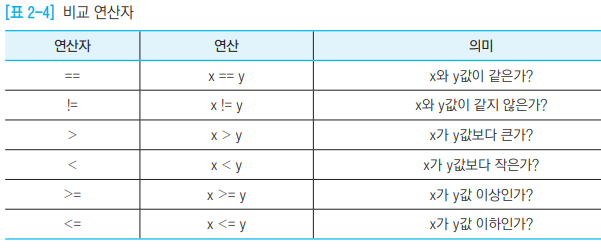 [표 2-4] 비교 연산자
연산자 연산 의미
== x == y x와 y값이 같은가?
!= x != y x와 y값이 같지 않은가?
> x > y x가 y값보다 큰가?
< x < y x가 y값보다 작은가?
>= x >= y x가 y값 이상인가?
<= x <= y x가 y값 이하인가?